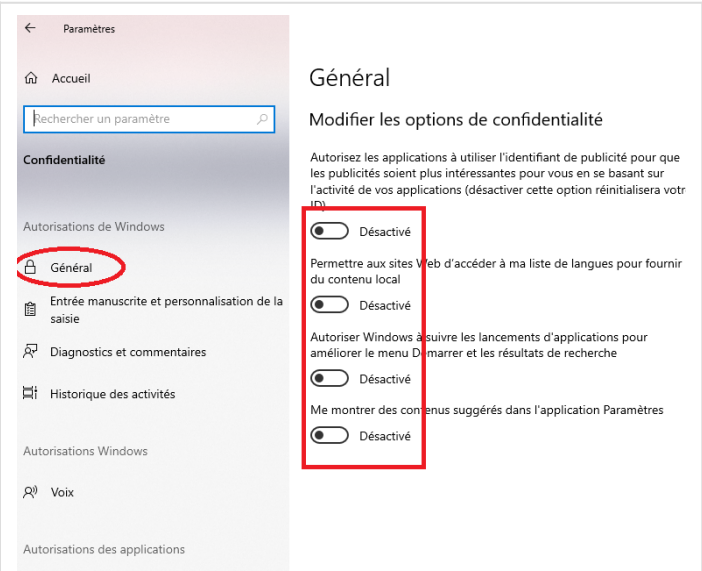 Paramètres
Accueil
Rechercher un paramètre
Confidentialité
Autorisations de Windows
Général
Entrée manuscrite et personnalisation de la
saisie
Diagnostics et commentaires
Historique des activités
Autorisations Windows
Voix
Autorisations des applications
Général
Modifier les options de confidentialité
Autorisez les applications à utiliser l'identifiant de publicité pour que
les publicités soient plus intéressantes pour vous en se basant sur
l'activité de vos applications (désactiver cette option réinitialisera votr
ID)
Désactivé
Permettre aux sites Web d'accéder à ma liste de langues pour fournir
du contenu local
Désactivé
Autoriser Windows à suivre les lancements d'applications pour
améliorer le menu Démarrer et les résultats de recherche
Désactivé
Me montrer des contenus suggérés dans l'application Paramètres
Désactivé